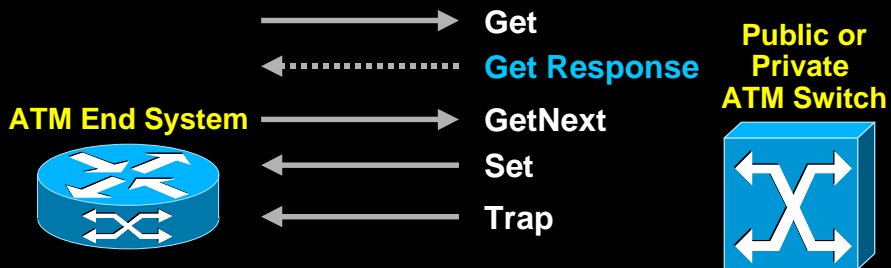 Get
Get Response
GetNext
Set
Trap
ATM End System
Public or
Private
ATM Switch